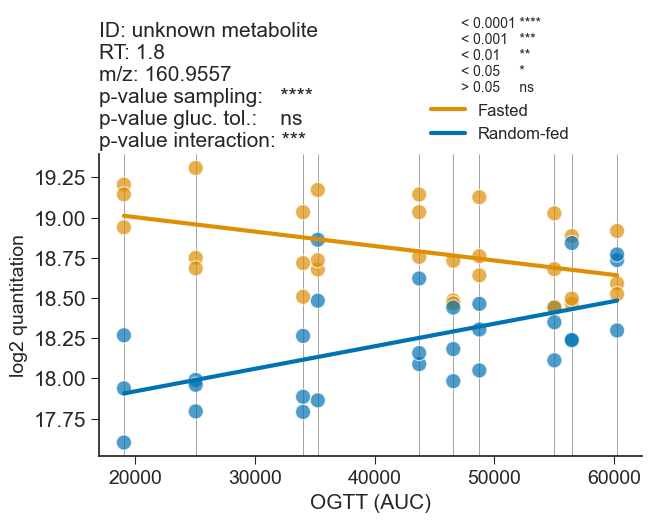 ID: unknown metabolite
RT: 1.8
m/z: 160.9557
p-value sampling: ****
p-value gluc. tol.: ns
p-value interaction: ***
< 0.0001 ****
< 0.001 ***
< 0.01 **
< 0.05 *
> 0.05 ns
Fasted
Random-fed
19.25
19.00
18.75
18.50
18.25
18.00
17.75
log2 quantitation
20000 30000 40000 50000 60000
OGTT (AUC)